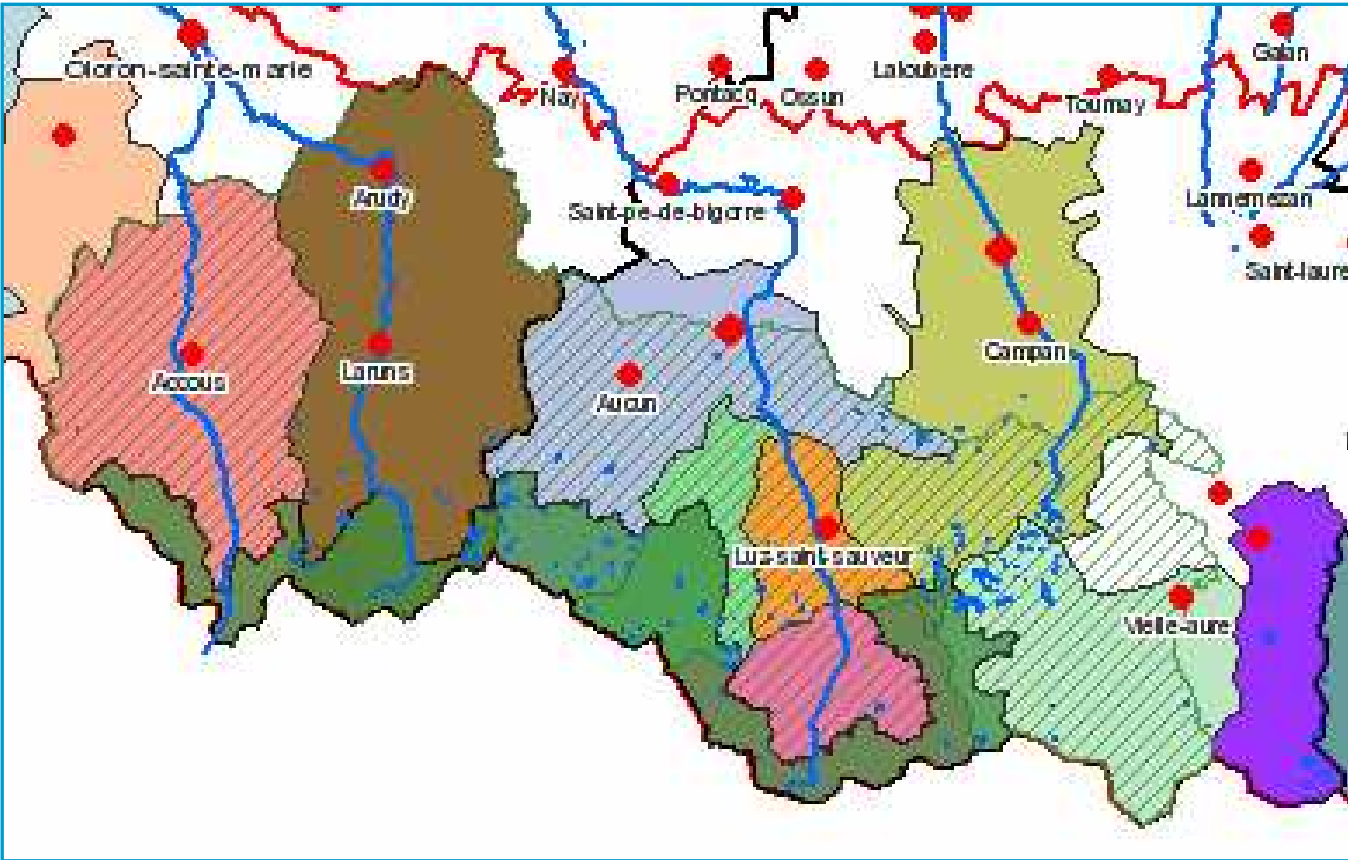 Oloron-sainte-marie
Nay
Pontacq
Ossun
Laloubère
Tournay
Galan
Arudy
Saint-pe-de-bigorre
Lannemezan
Saint-laure
Accous
Laruns
Aucun
Campan
Luz-saint-sauveur
Vielle-aure